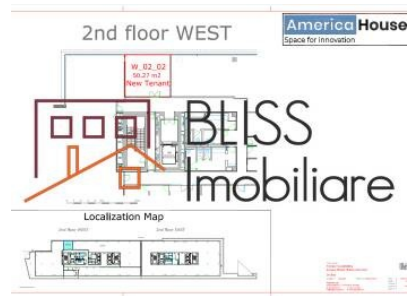 2nd floor WEST
America House
Space for innovation
W_02_02
50,27 m2
New Tenant
BLISS
Imobiliare
Localization Map
2nd floor WEST
2nd floor EAST